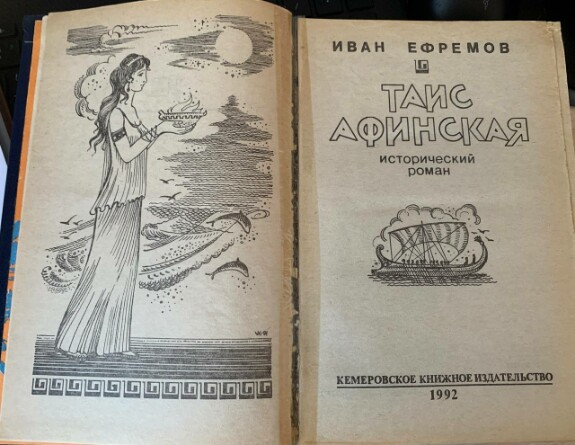 ИВАН ЕФРЕМОВ
ТАИС
АФИНСКАЯ
исторический
роман
КЕМЕРОВСКОЕ КНИЖНОЕ ИЗДАТЕЛЬСТВО
1992